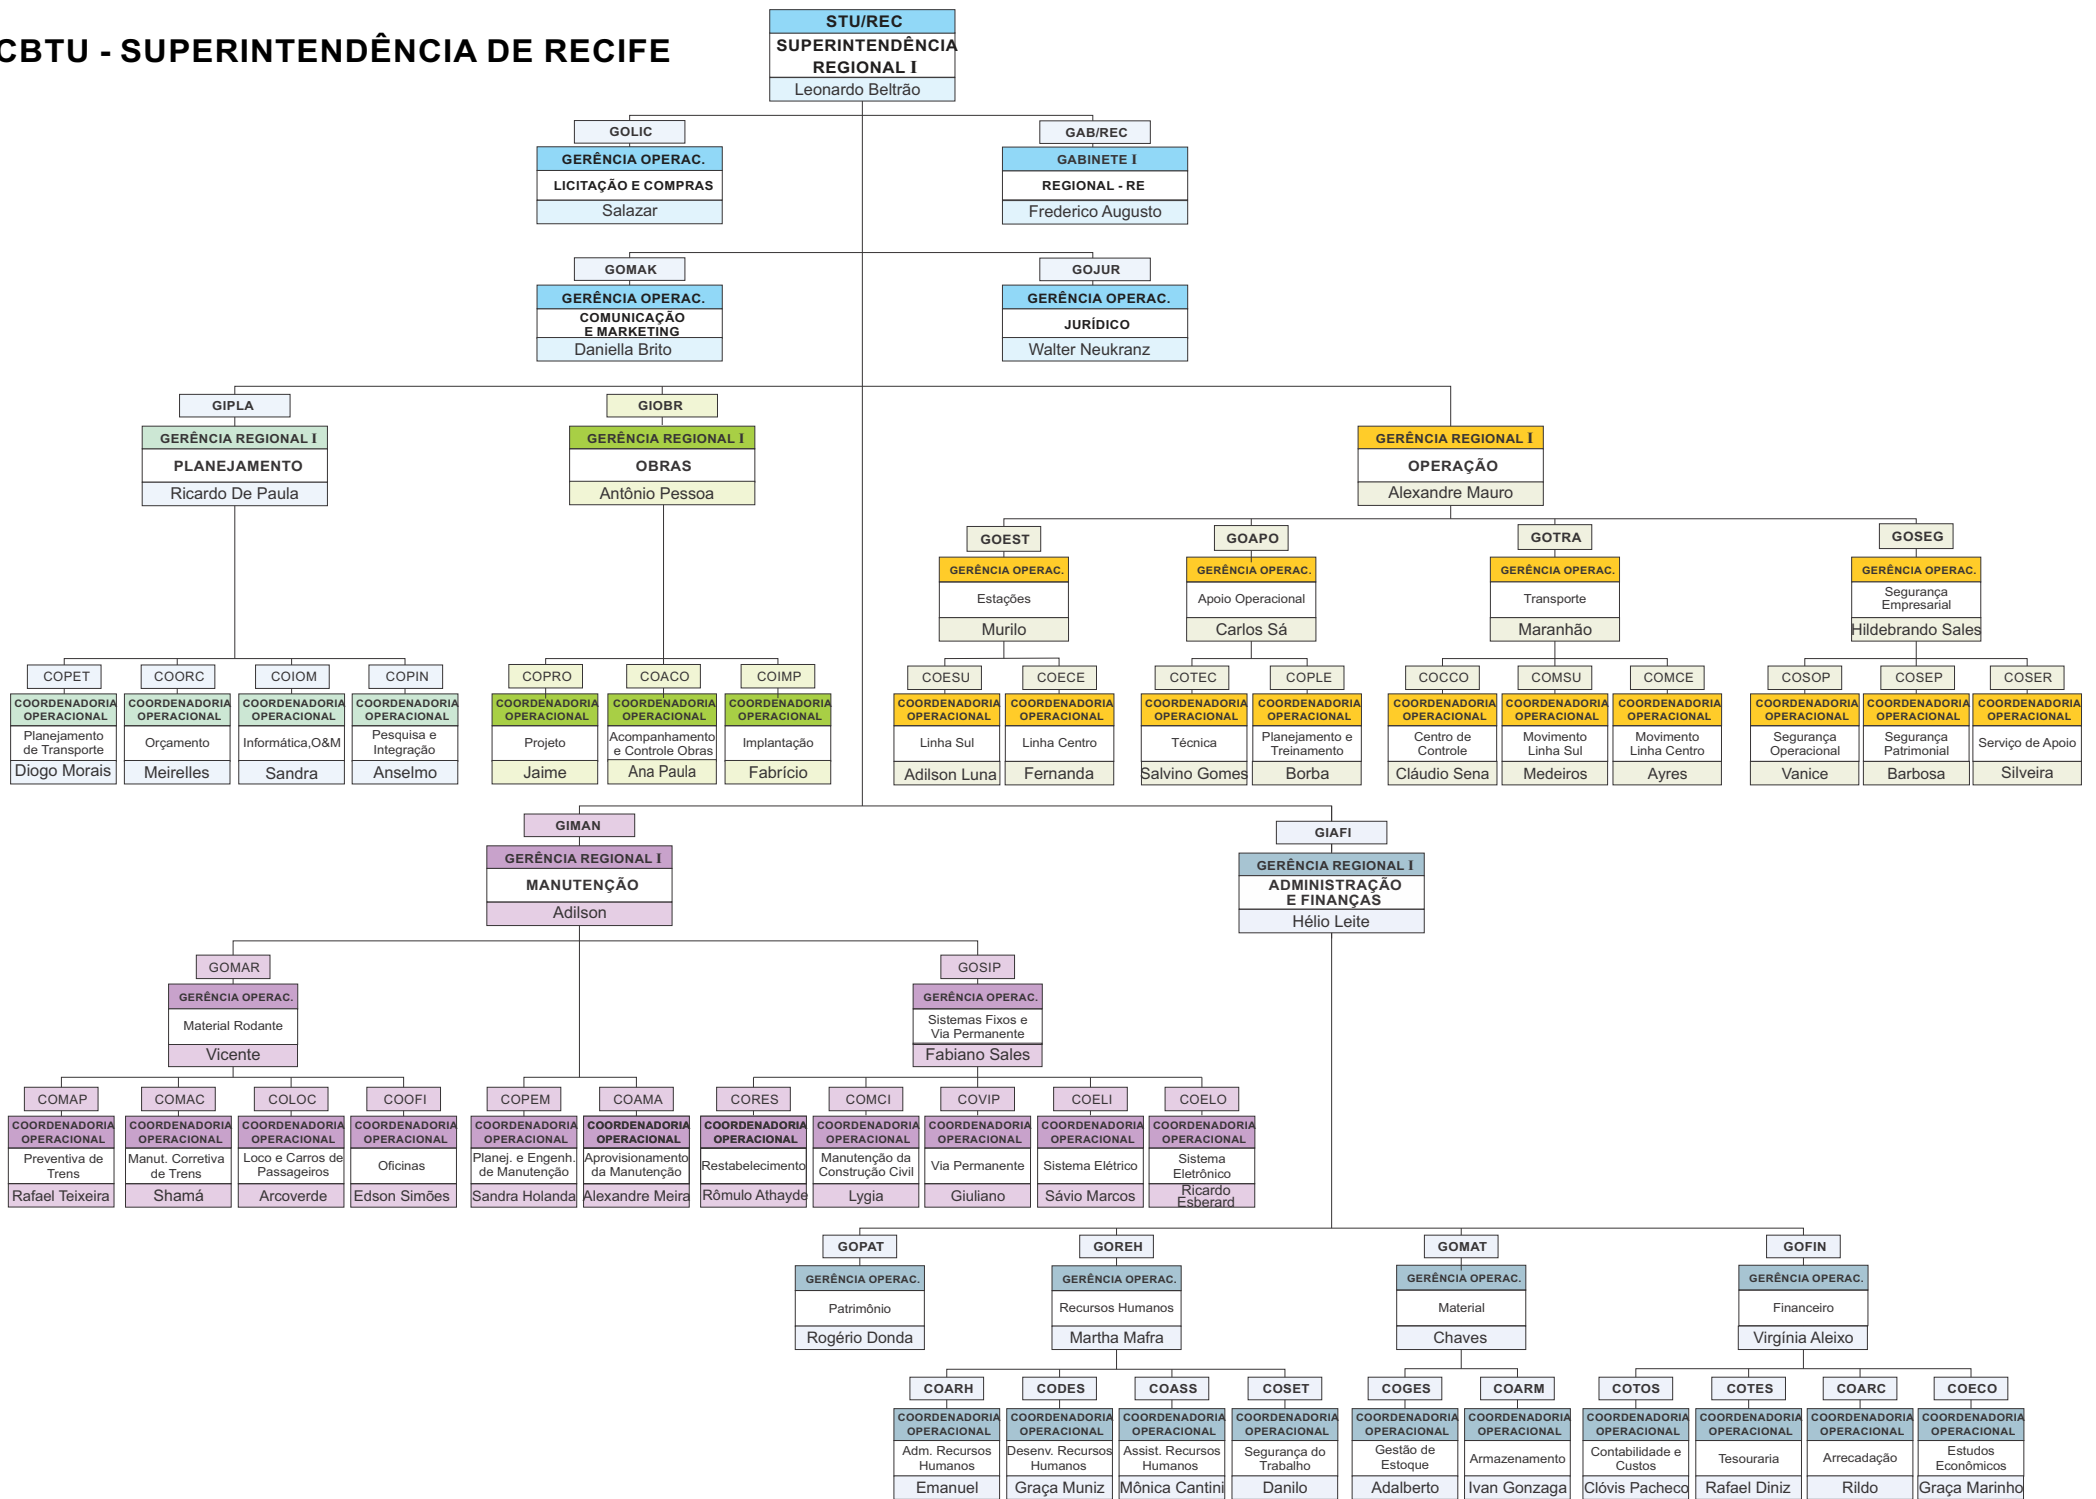 CBTU - SUPERINTENDÊNCIA DE RECIFE
STU/REC
SUPERINTENDÊNCIA
REGIONAL I
Leonardo Beltrão
GOLIC
GERÊNCIA OPERAC.
LICITAÇÃO E COMPRAS
Salazar
GAB/REC
GABINETE I
REGIONAL - RE
Frederico Augusto
GOMAK
GERÊNCIA OPERAC.
COMUNICAÇÃO
E MARKETING
Daniella Brito
GOJUR
GERÊNCIA OPERAC.
JURÍDICO
Walter Neukranz
GIPLA
GERÊNCIA REGIONAL I
PLANEJAMENTO
Ricardo De Paula
GIOBR
GERÊNCIA REGIONAL I
OBRAS
Antônio Pessoa
GERÊNCIA REGIONAL I
OPERAÇÃO
Alexandre Mauro
GOEST
GERÊNCIA OPERAC.
Estações
Murilo
GOAPO
GERÊNCIA OPERAC.
Apoio Operacional
Carlos Sá
GOTRA
GERÊNCIA OPERAC.
Transporte
Maranhão
GOSEG
GERÊNCIA OPERAC.
Segurança
Empresarial
Hildebrando Sales
COPET
COORDENADORIA
OPERACIONAL
Planejamento
de Transporte
Diogo Morais
COORC
COORDENADORIA
OPERACIONAL
Orçamento
Meirelles
COIOM
COORDENADORIA
OPERACIONAL
Informática,O&M
Sandra
COPIN
COORDENADORIA
OPERACIONAL
Pesquisa e
Integração
Anselmo
COPRO
COORDENADORIA
OPERACIONAL
Projeto
Jaime
COACO
COORDENADORIA
OPERACIONAL
Acompanhamento
e Controle Obras
Ana Paula
COIMP
COORDENADORIA
OPERACIONAL
Implantação
Fabrício
COESU
COORDENADORIA
OPERACIONAL
Linha Sul
Adilson Luna
COECE
COORDENADORIA
OPERACIONAL
Linha Centro
Fernanda
COTEC
COORDENADORIA
OPERACIONAL
Técnica
Salvino Gomes
COPLE
COORDENADORIA
OPERACIONAL
Planejamento e
Treinamento
Borba
COCCO
COORDENADORIA
OPERACIONAL
Centro de
Controle
Cláudio Sena
COMSU
COORDENADORIA
OPERACIONAL
Movimento
Linha Sul
Medeiros
COMCE
COORDENADORIA
OPERACIONAL
Movimento
Linha Centro
Ayres
COSOP
COORDENADORIA
OPERACIONAL
Segurança
Operacional
Vanice
COSEP
COORDENADORIA
OPERACIONAL
Segurança
Patrimonial
Barbosa
COSER
COORDENADORIA
OPERACIONAL
Serviço de Apoio
Silveira
GIMAN
GERÊNCIA REGIONAL I
MANUTENÇÃO
Adilson
GIAFI
GERÊNCIA REGIONAL I
ADMINISTRAÇÃO
E FINANÇAS
Hélio Leite
GOMAR
GERÊNCIA OPERAC.
Material Rodante
Vicente
GOSIP
GERÊNCIA OPERAC.
Sistemas Fixos e
Via Permanente
Fabiano Sales
COMAP
COORDENADORIA
OPERACIONAL
Preventiva de
Trens
Rafael Teixeira
COMAC
COORDENADORIA
OPERACIONAL
Manut. Corretiva
de Trens
Shamá
COLOC
COORDENADORIA
OPERACIONAL
Loco e Carros de
Passageiros
Arcoverde
COOFI
COORDENADORIA
OPERACIONAL
Oficinas
Edson Simões
COPEM
COORDENADORIA
OPERACIONAL
Planej. e Engenh.
de Manutenção
Sandra Holanda
COAMA
COORDENADORIA
OPERACIONAL
Aprovisionamento
da Manutenção
Alexandre Meira
CORES
COORDENADORIA
OPERACIONAL
Restabelecimento
Rômulo Athayde
COMCI
COORDENADORIA
OPERACIONAL
Manutenção da
Construção Civil
Lygia
COVIP
COORDENADORIA
OPERACIONAL
Via Permanente
Giuliano
COELI
COORDENADORIA
OPERACIONAL
Sistema Elétrico
Sávio Marcos
COELO
COORDENADORIA
OPERACIONAL
Sistema
Eletrônico
Ricardo
Esberard
GOPAT
GERÊNCIA OPERAC.
Patrimônio
Rogério Donda
GOREH
GERÊNCIA OPERAC.
Recursos Humanos
Martha Mafra
GOMAT
GERÊNCIA OPERAC.
Material
Chaves
GOFIN
GERÊNCIA OPERAC.
Financeiro
Virgínia Aleixo
COARH
COORDENADORIA
OPERACIONAL
Adm. Recursos
Humanos
Emanuel
CODES
COORDENADORIA
OPERACIONAL
Desenv. Recursos
Humanos
Graça Muniz
COASS
COORDENADORIA
OPERACIONAL
Assist. Recursos
Humanos
Mônica Cantini
COSET
COORDENADORIA
OPERACIONAL
Segurança do
Trabalho
Danilo
COGES
COORDENADORIA
OPERACIONAL
Gestão de
Estoque
Adalberto
COARM
COORDENADORIA
OPERACIONAL
Armazenamento
Ivan Gonzaga
COTOS
COORDENADORIA
OPERACIONAL
Contabilidade e
Custos
Clóvis Pacheco
COTES
COORDENADORIA
OPERACIONAL
Tesouraria
Rafael Diniz
COARC
COORDENADORIA
OPERACIONAL
Arrecadação
Rildo
COECO
COORDENADORIA
OPERACIONAL
Estudos
Econômicos
Graça Marinho